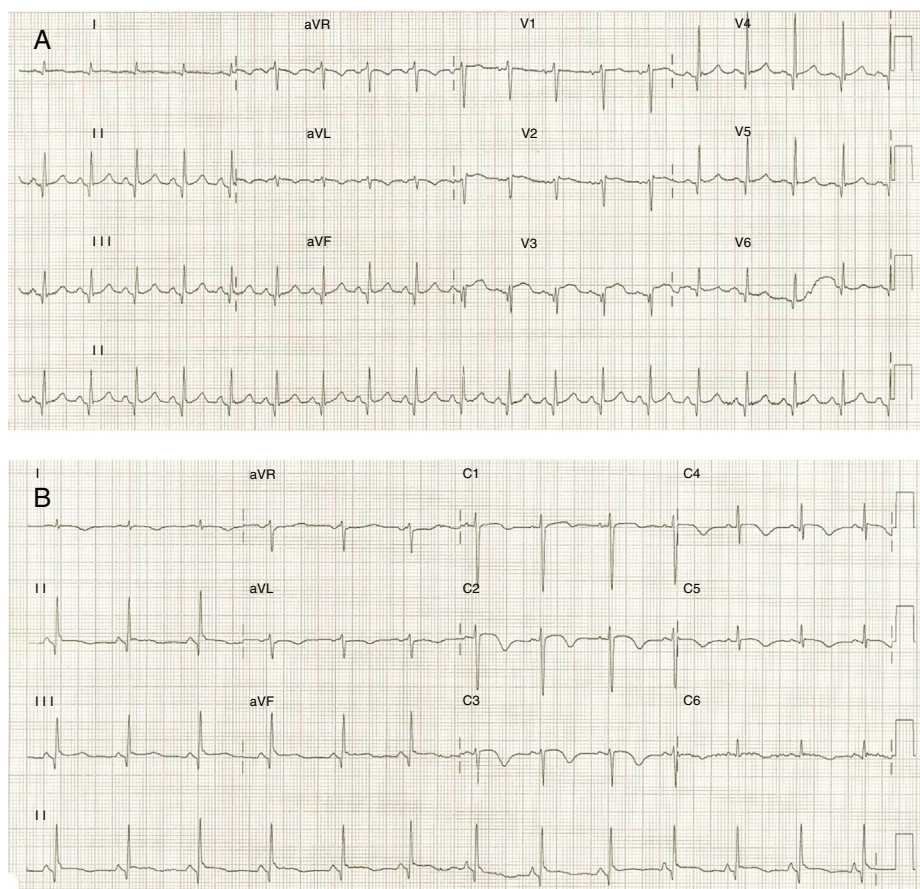 A
I aVR V1 V4
II aVL V2 V5
III aVF V3 V6
II
B
I aVR C1 C4
II aVL C2 C5
III aVF C3 C6
II